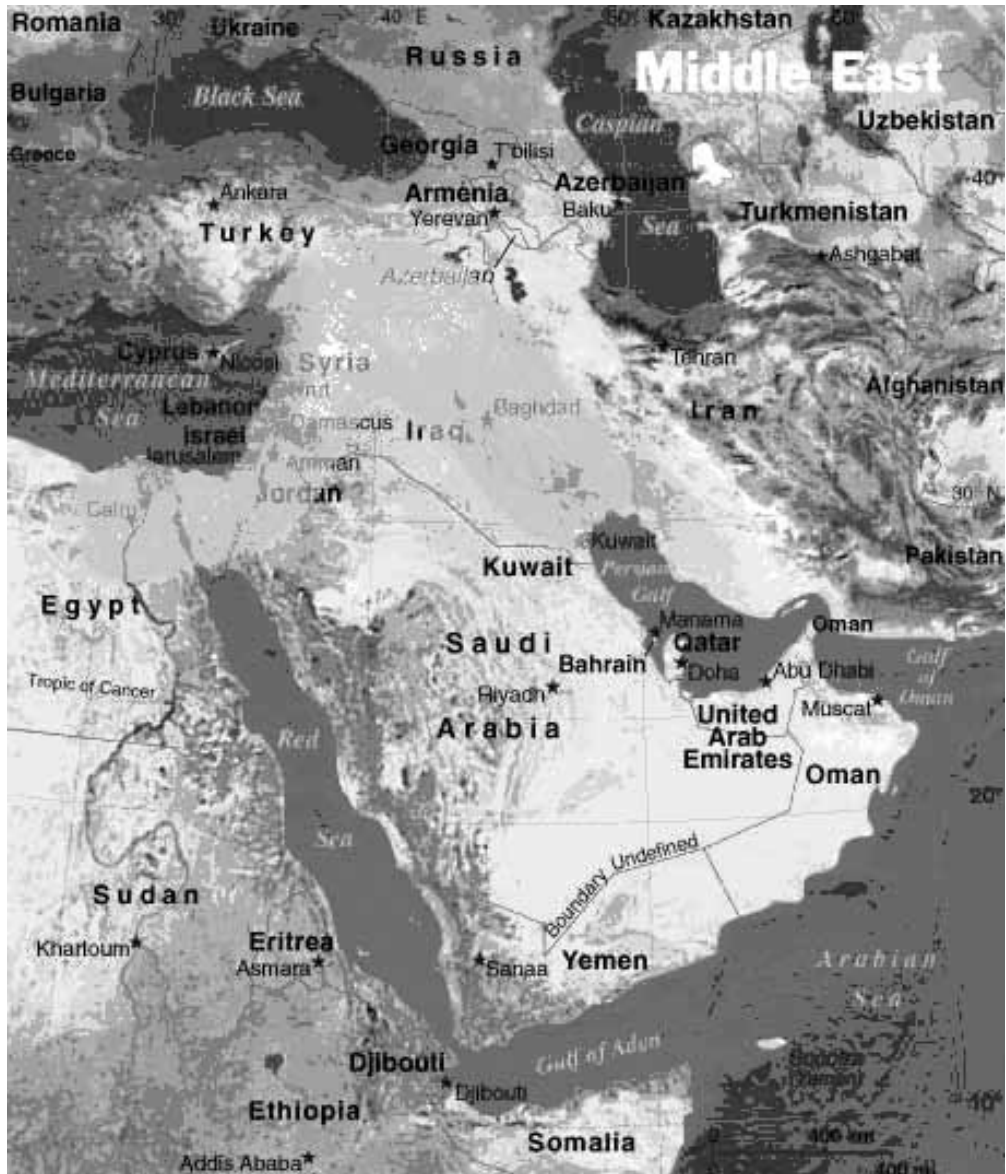 Romania
30°
Ukraine
40° E
50°
Kazakhstan
60°
Russia
Middle East
Bulgaria
Black Sea
Caspian
Uzbekistan
Greece
Georgia
T'bilisi
40°
Ankara
Armenia
Azerbaijan
Yerevan
Baku
Turkmenistan
Turkey
Sea
Ashgabat
Azerbaijan
Cyprus
Syria
Tehran
Mediterranean
Sea
Afghanistan
Lebanon
Damascus
Iraq
Baghdad
Iran
Israel
Jerusalem
Amman
Jordan
30° N
Kuwait
Kuwait
Persian
Gulf
Pakistan
Egypt
Manama
Oman
Saudi
Qatar
Bahrain
Gulf
of
Oman
Tropic of Cancer
Riyadh
Doha
Abu Dhabi
Muscat
Arabia
United
Arab
Emirates
Red
Oman
20°
Sea
Boundary Undefined
Sudan
Khartoum
Eritrea
Asmara
Sanaa
Yemen
Arabian
Sea
Djibouti
Gulf of Aden
Djibouti
10°
Ethiopia
Somalia
0
400 km
Addis Ababa